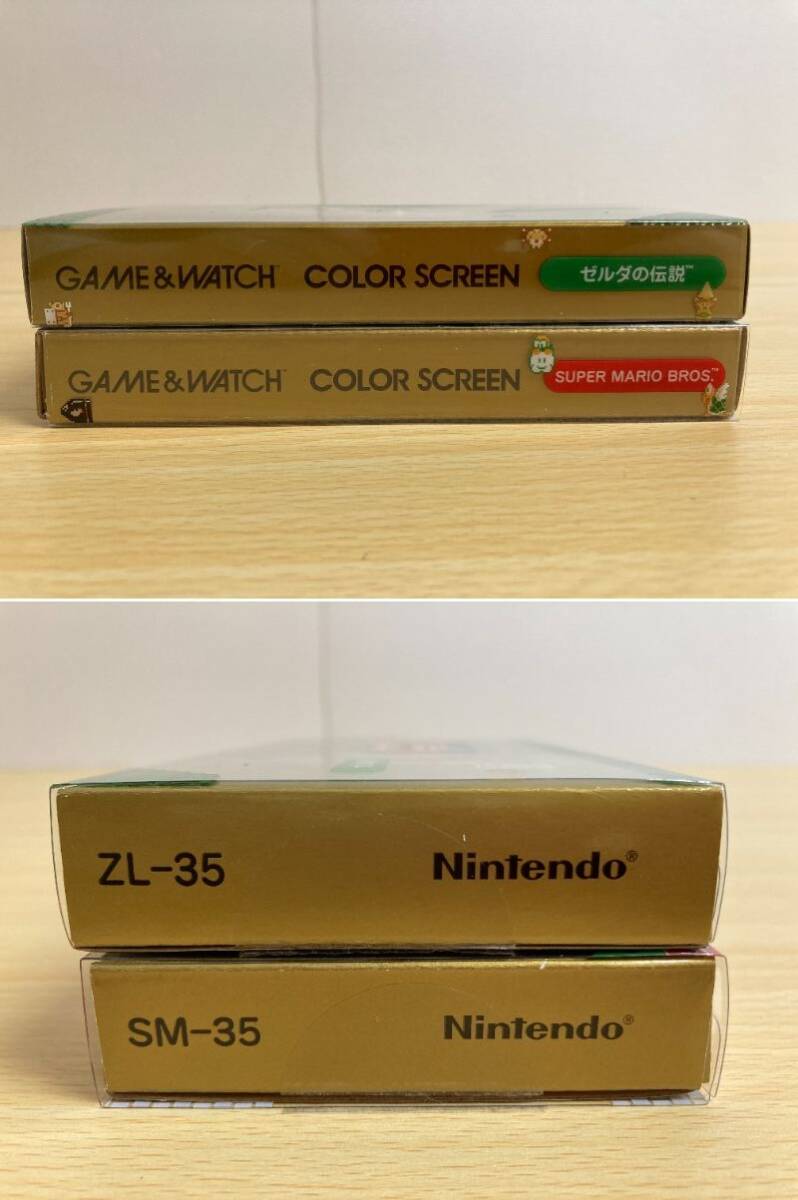 GAME&WATCH COLOR SCREEN ゼルダの伝説™
GAME&WATCH COLOR SCREEN SUPER MARIO BROS.™
ZL-35 Nintendo®
SM-35 Nintendo®